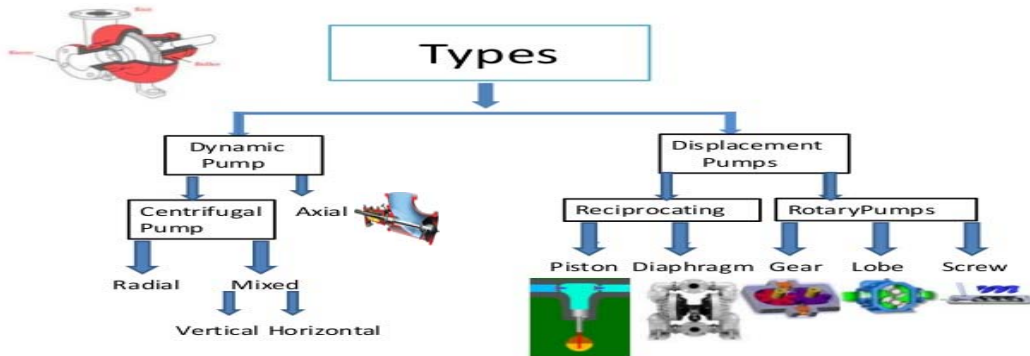 Types
Dynamic
Pump
Displacement
Pumps
Centrifugal
Pump
Axial
Reciprocating
RotaryPumps
Radial
Mixed
Piston
Diaphragm
Gear
Lobe
Screw
Vertical Horizontal